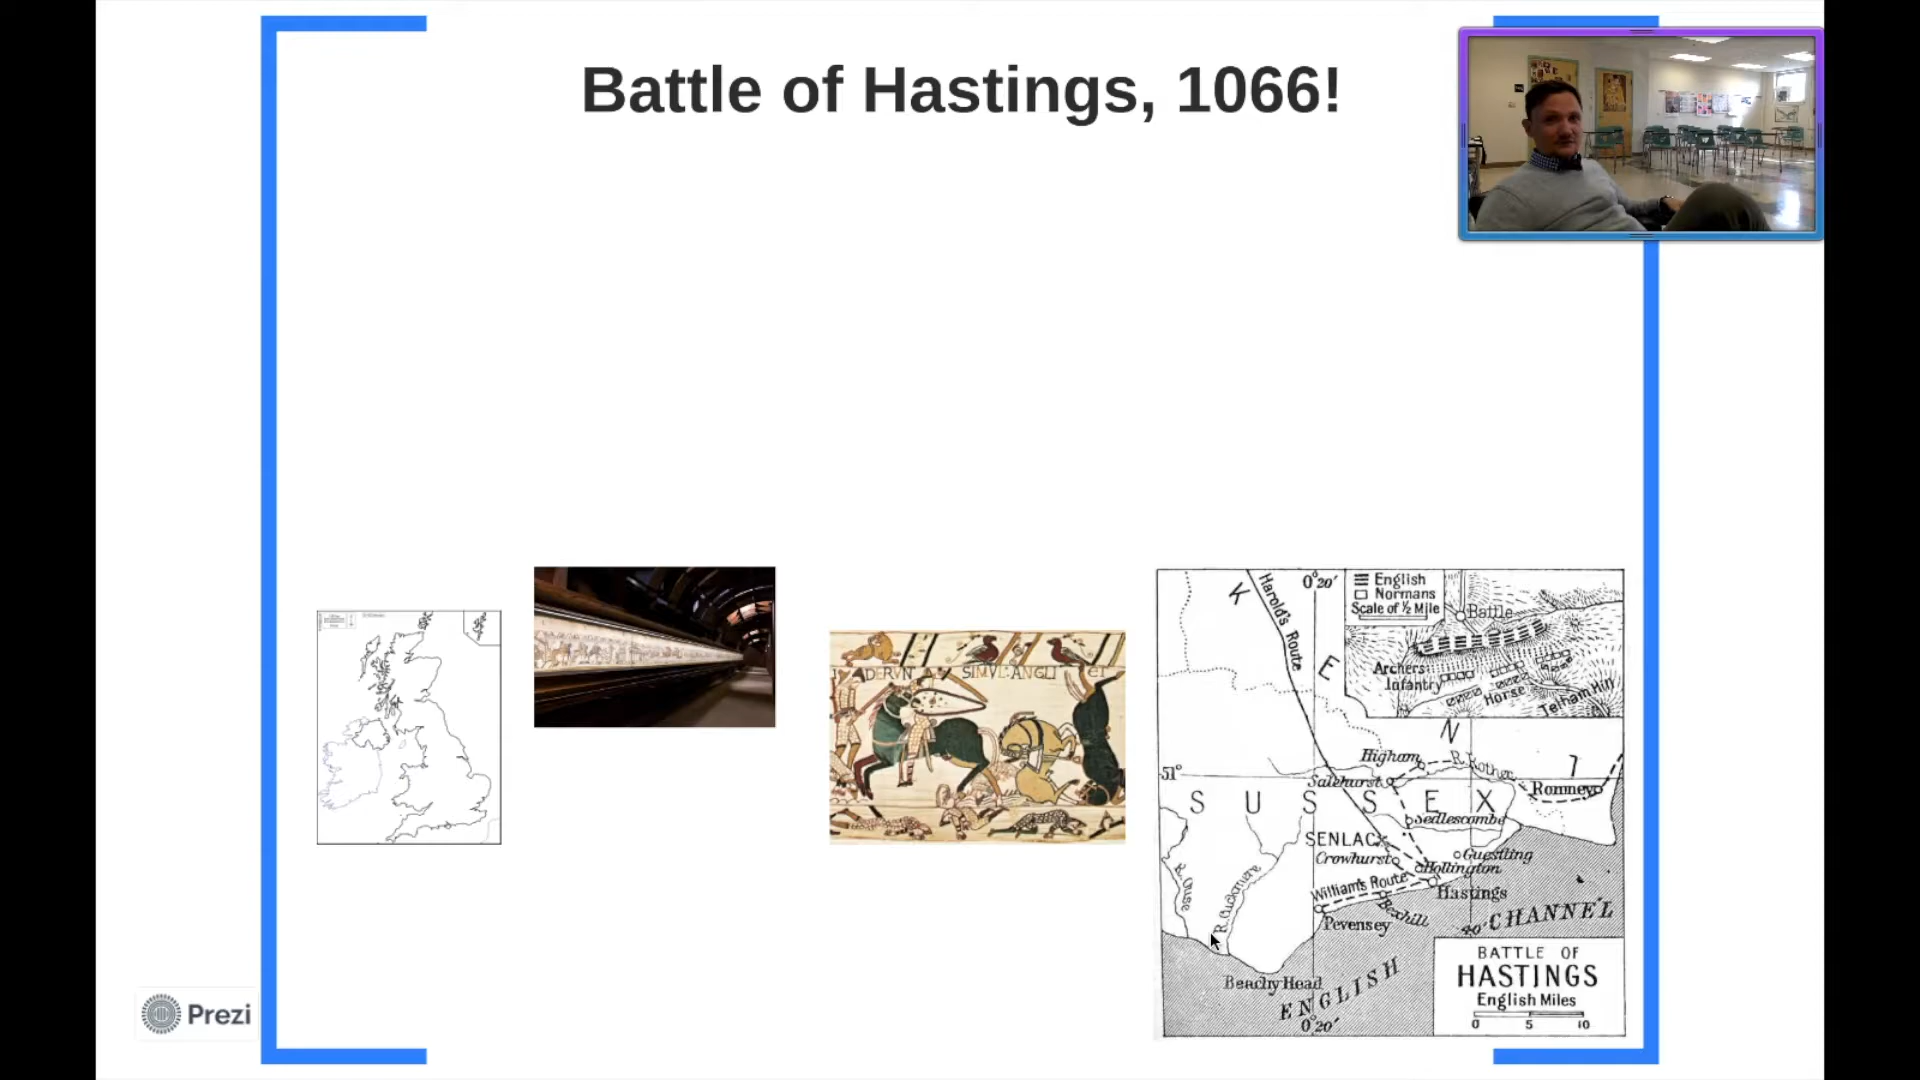 Battle of Hastings, 1066!
DERVN SIMVL: ANGLI ET
K E N T
Harold's Route
0°20'
English
Normans
Scale of ½ Mile
Battle
Archers
Infantry
Horse
Telham Hill
51°
Higham
R. Rother
Salehurst
Romney
S U S S E X
Sedlescombe
SENLAC
Crowhurst
Guestling
Hollington
William's Route
Hastings
Bexhill
Pevensey
R. Ouse
R. Cuckmere
Beachy Head
ENGLISH CHANNEL
0°20'
BATTLE OF
HASTINGS
English Miles
0 5 10
Prezi